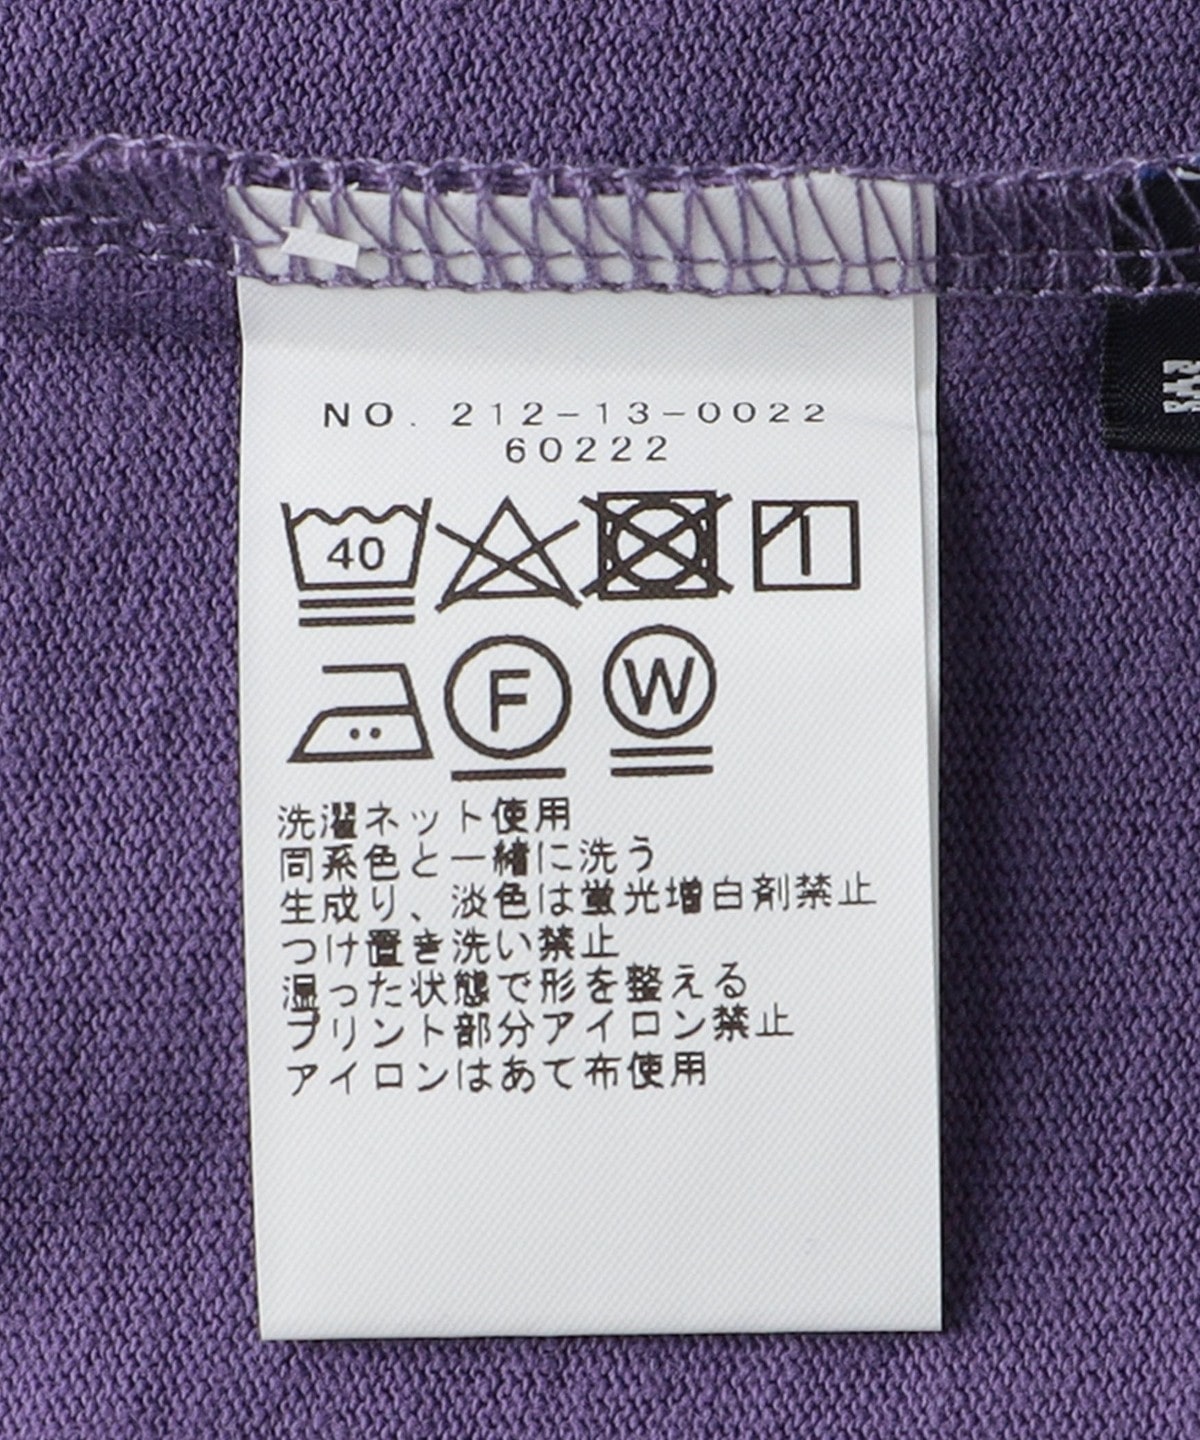 NO. 212-13-0022
60222
40
F W
洗濯ネット使用
同系色と一緒に洗う
生成り、淡色は蛍光増白剤禁止
つけ置き洗い禁止
湿った状態で形を整える
プリント部分アイロン禁止
アイロンはあて布使用